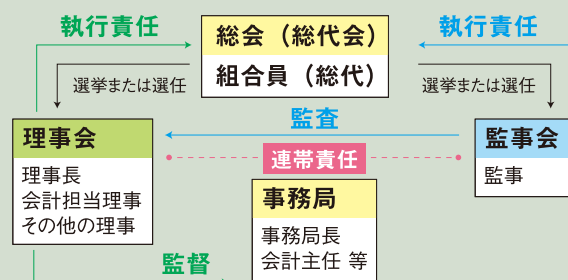 執行責任
総会（総代会）
執行責任
組合員（総代）
選挙または選任
選挙または選任
監査
理事会
監事会
連帯責任
理事長
会計担当理事
その他の理事
監事
事務局
事務局長
会計主任 等
監督